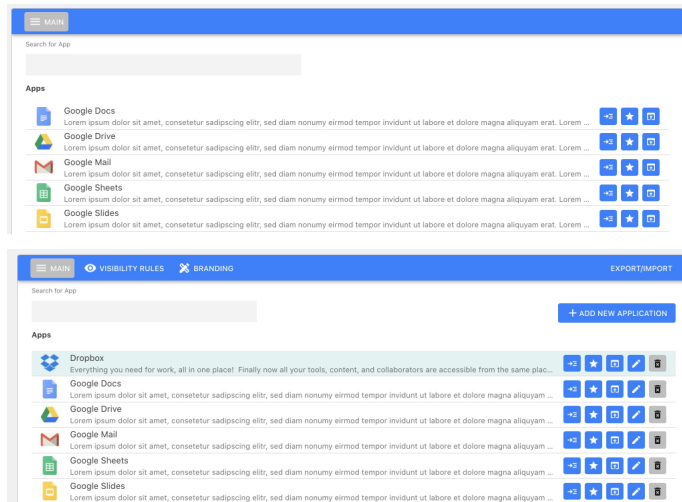 MAIN
Search for App
Apps
Google Docs
Lorem ipsum dolor sit amet, consetetur sadipscing elitr, sed diam nonumy eirmod tempor invidunt ut labore et dolore magna aliquyam erat. Lorem ...
Google Drive
Lorem ipsum dolor sit amet, consetetur sadipscing elitr, sed diam nonumy eirmod tempor invidunt ut labore et dolore magna aliquyam erat. Lorem ...
Google Mail
Lorem ipsum dolor sit amet, consetetur sadipscing elitr, sed diam nonumy eirmod tempor invidunt ut labore et dolore magna aliquyam erat. Lorem ...
Google Sheets
Lorem ipsum dolor sit amet, consetetur sadipscing elitr, sed diam nonumy eirmod tempor invidunt ut labore et dolore magna aliquyam erat. Lorem ...
Google Slides
Lorem ipsum dolor sit amet, consetetur sadipscing elitr, sed diam nonumy eirmod tempor invidunt ut labore et dolore magna aliquyam erat. Lorem ...
MAIN VISIBILITY RULES BRANDING EXPORT/IMPORT
Search for App
+ ADD NEW APPLICATION
Apps
Dropbox
Everything you need for work, all in one place! Finally now all your tools, content, and collaborators are accessible from the same plac...
Google Docs
Lorem ipsum dolor sit amet, consetetur sadipscing elitr, sed diam nonumy eirmod tempor invidunt ut labore et dolore magna aliquyam ...
Google Drive
Lorem ipsum dolor sit amet, consetetur sadipscing elitr, sed diam nonumy eirmod tempor invidunt ut labore et dolore magna aliquyam ...
Google Mail
Lorem ipsum dolor sit amet, consetetur sadipscing elitr, sed diam nonumy eirmod tempor invidunt ut labore et dolore magna aliquyam ...
Google Sheets
Lorem ipsum dolor sit amet, consetetur sadipscing elitr, sed diam nonumy eirmod tempor invidunt ut labore et dolore magna aliquyam ...
Google Slides
Lorem ipsum dolor sit amet, consetetur sadipscing elitr, sed diam nonumy eirmod tempor invidunt ut labore et dolore magna aliquyam ...